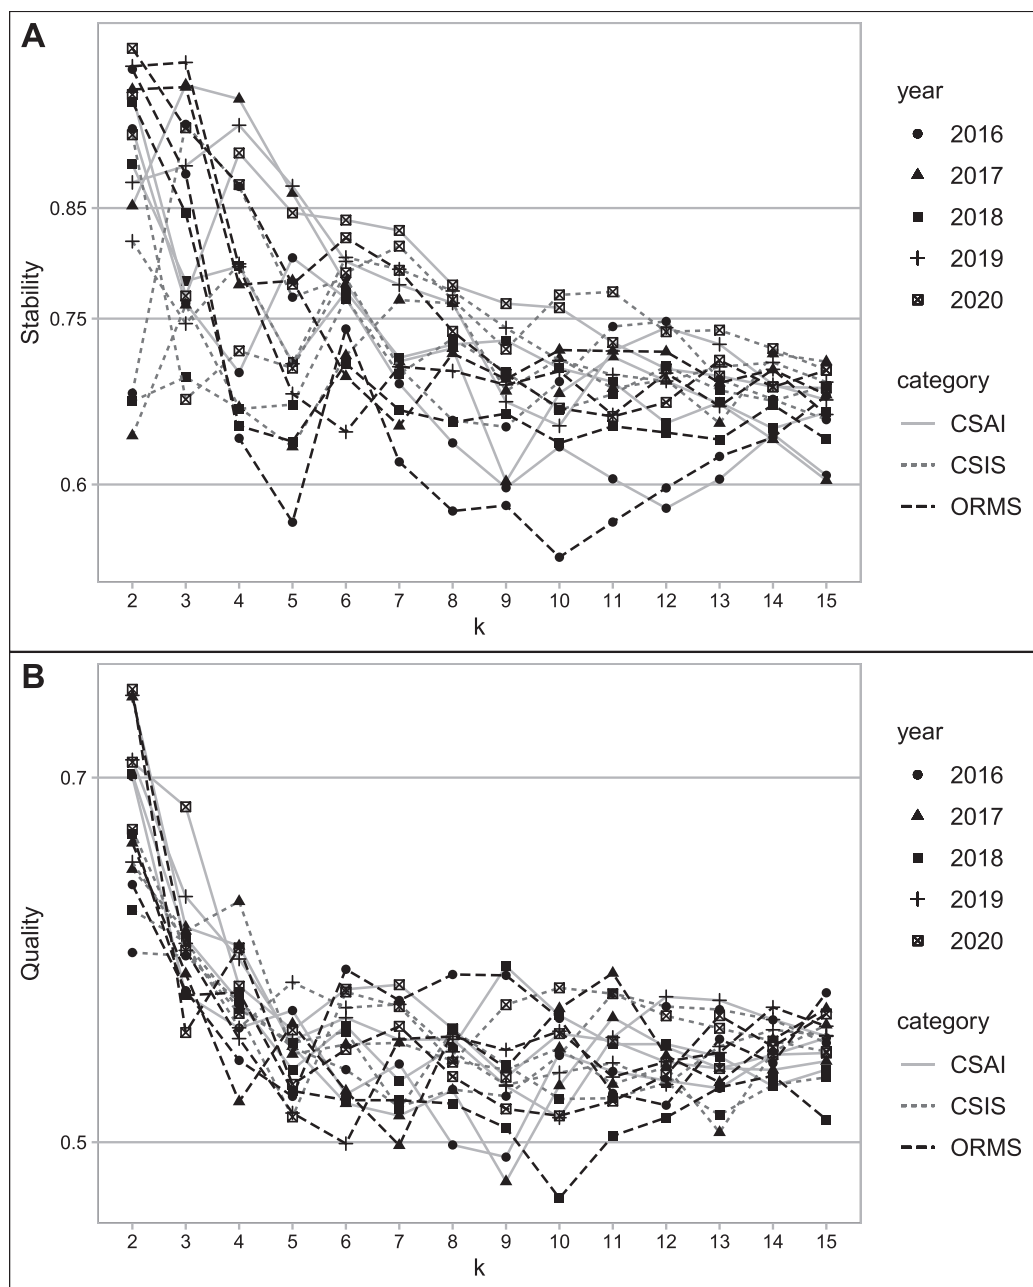 A
year
2016
2017
2018
2019
2020
category
CSAI
CSIS
ORMS
0.85
0.75
0.6
Stability
2 3 4 5 6 7 8 9 10 11 12 13 14 15
k
B
year
2016
2017
2018
2019
2020
category
CSAI
CSIS
ORMS
0.7
0.5
Quality
2 3 4 5 6 7 8 9 10 11 12 13 14 15
k